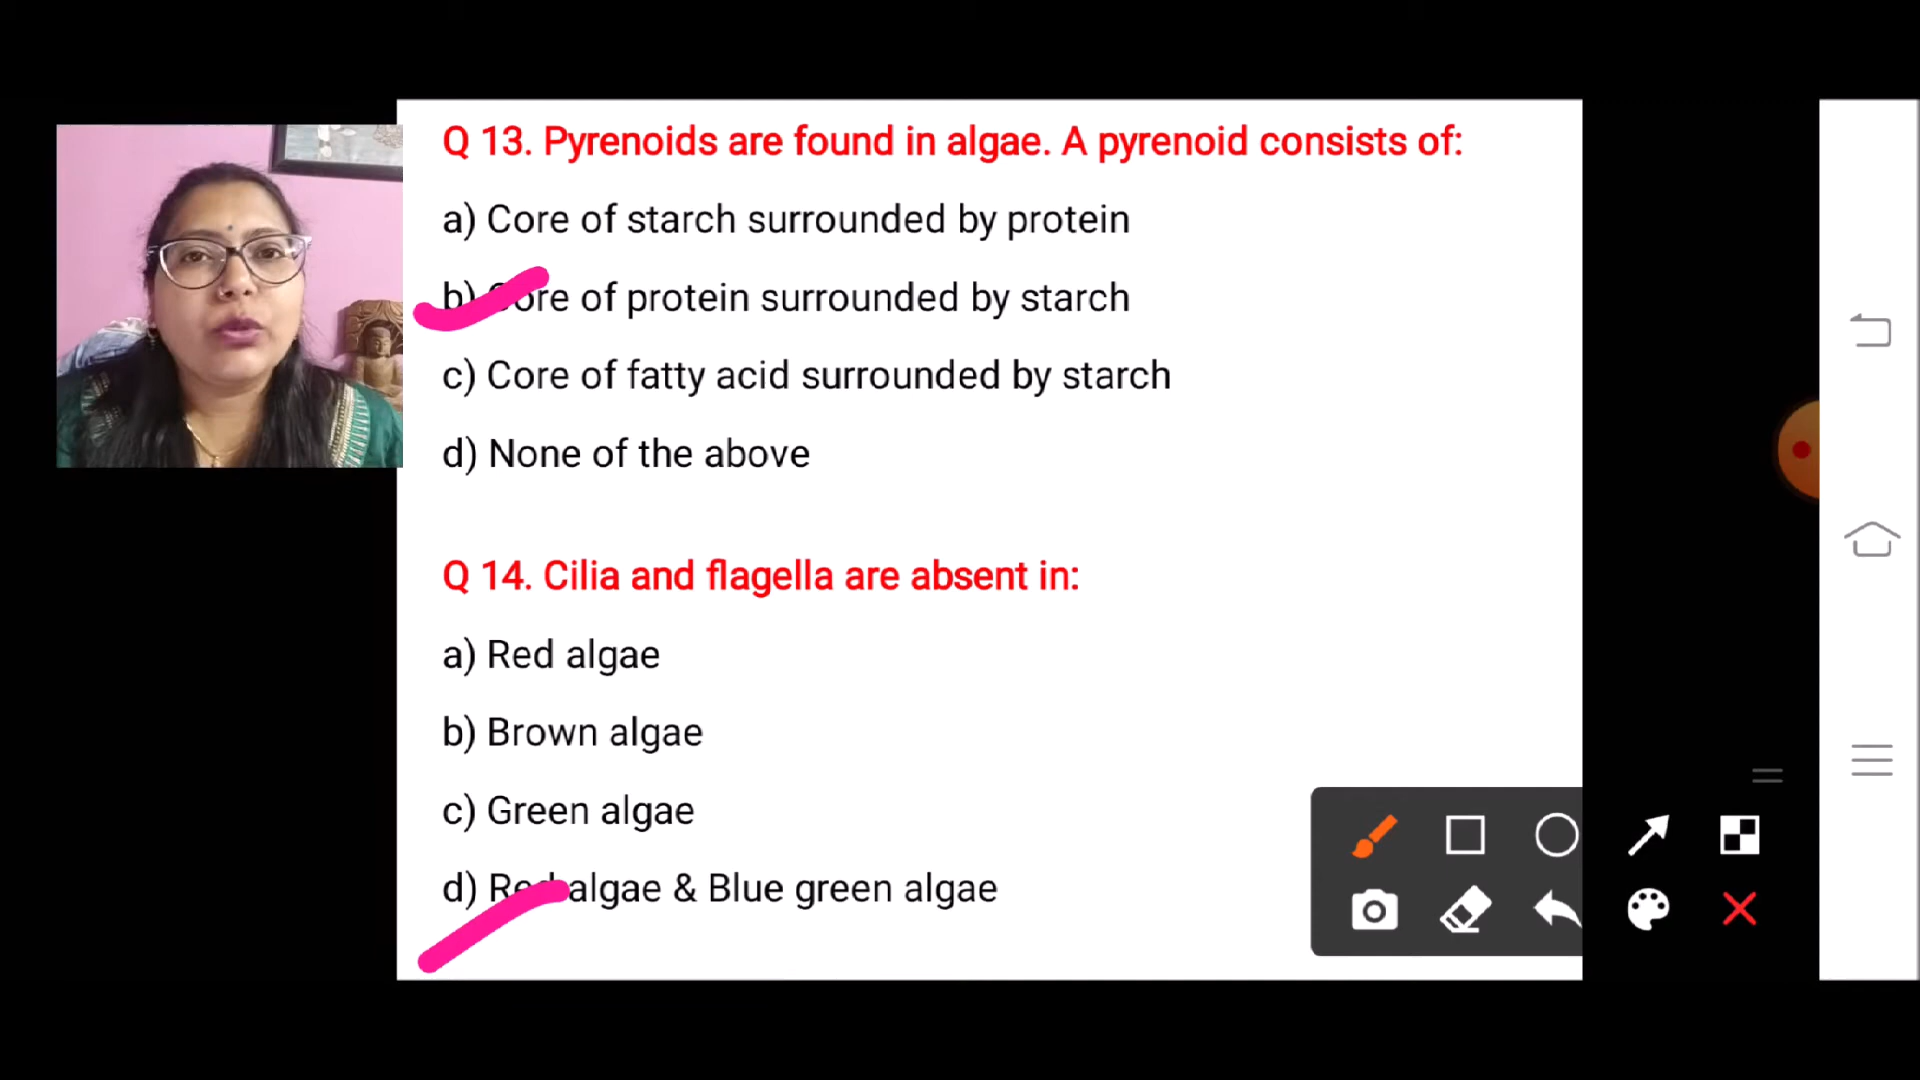 Q 13. Pyrenoids are found in algae. A pyrenoid consists of:
a) Core of starch surrounded by protein
b) Core of protein surrounded by starch
c) Core of fatty acid surrounded by starch
d) None of the above
Q 14. Cilia and flagella are absent in:
a) Red algae
b) Brown algae
c) Green algae
d) Red algae & Blue green algae